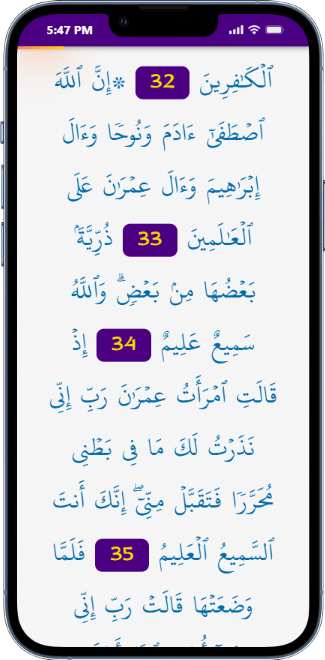 5:47 PM
ٱلْكَـٰفِرِينَ 32 ۞إِنَّ ٱللَّهَ
ٱصْطَفَىٰٓ ءَادَمَ وَنُوحًا وَءَالَ
إِبْرَٰهِيمَ وَءَالَ عِمْرَٰنَ عَلَى
ٱلْعَـٰلَمِينَ 33 ذُرِّيَّةًۢ
بَعْضُهَا مِنۢ بَعْضٍۗ وَٱللَّهُ
سَمِيعٌ عَلِيمٌ 34 إِذْ
قَالَتِ ٱمْرَأَتُ عِمْرَٰنَ رَبِّ إِنِّى
نَذَرْتُ لَكَ مَا فِى بَطْنِى
مُحَرَّرًا فَتَقَبَّلْ مِنِّىٓۖ إِنَّكَ أَنتَ
ٱلسَّمِيعُ ٱلْعَلِيمُ 35 فَلَمَّا
وَضَعَتْهَا قَالَتْ رَبِّ إِنِّى